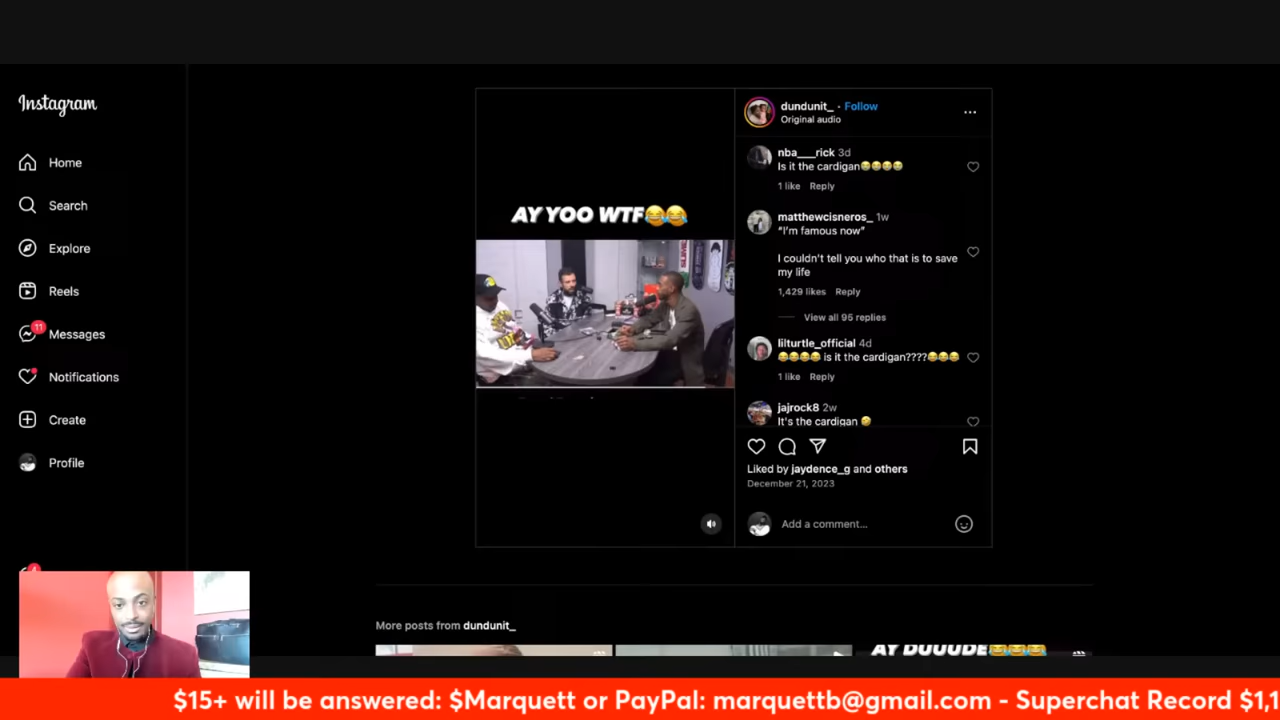 Instagram
Home
Search
Explore
Reels
11
Messages
Notifications
Create
Profile
4
AY YOO WTF😂😂
dundunit_ · Follow
Original audio
nba___rick 3d
Is it the cardigan😂😂😂😂
1 like Reply
matthewcisneros_ 1w
“I'm famous now”
I couldn't tell you who that is to save
my life
1,429 likes Reply
View all 95 replies
lilturtle_official 4d
😂😂😂😂 is it the cardigan????😂😂😂
1 like Reply
jajrock8 2w
It's the cardigan 🤣
Liked by jaydence_g and others
December 21, 2023
Add a comment...
More posts from dundunit_
AY DUUUDE!😂😂😂
$15+ will be answered: $Marquett or PayPal: marquettb@gmail.com - Superchat Record $1,1